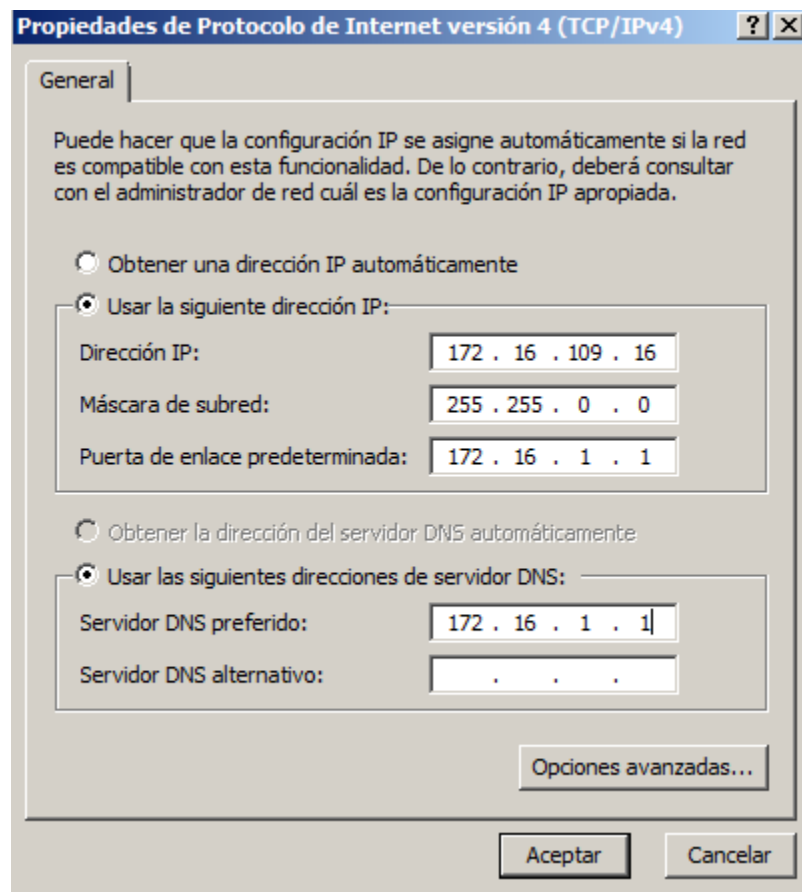 Propiedades de Protocolo de Internet versión 4 (TCP/IPv4)
General
Puede hacer que la configuración IP se asigne automáticamente si la red
es compatible con esta funcionalidad. De lo contrario, deberá consultar
con el administrador de red cuál es la configuración IP apropiada.
Obtener una dirección IP automáticamente
Usar la siguiente dirección IP:
Dirección IP: 172 . 16 . 109 . 16
Máscara de subred: 255 . 255 . 0 . 0
Puerta de enlace predeterminada: 172 . 16 . 1 . 1
Obtener la dirección del servidor DNS automáticamente
Usar las siguientes direcciones de servidor DNS:
Servidor DNS preferido: 172 . 16 . 1 . 1
Servidor DNS alternativo: . . .
Opciones avanzadas...
Aceptar Cancelar